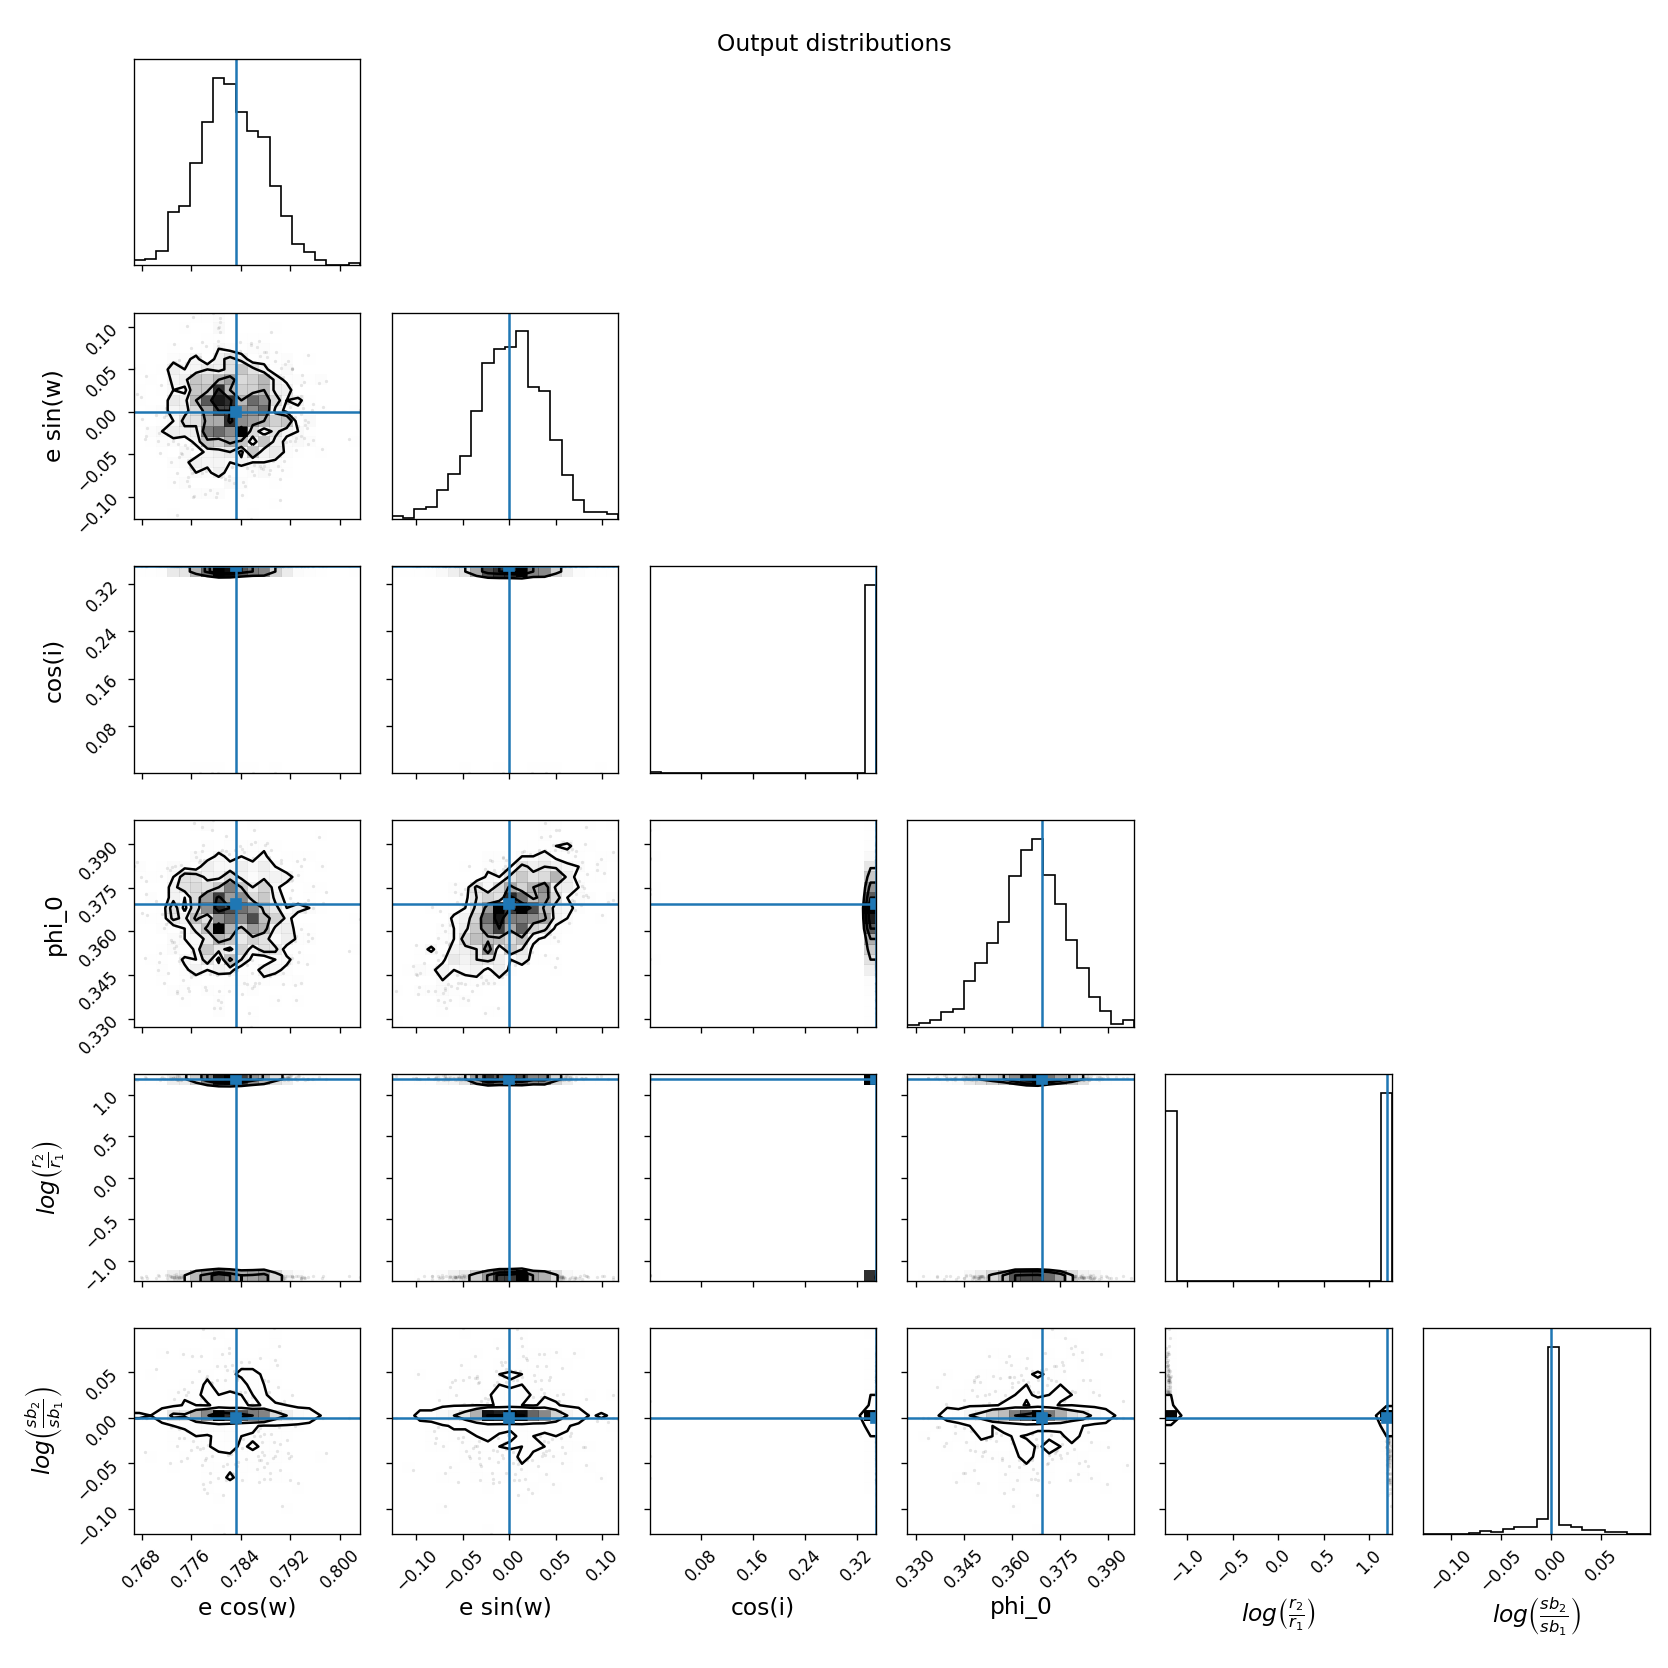 Output distributions
e sin(w)
0.10
0.05
0.00
−0.05
−0.10
cos(i)
0.32
0.24
0.16
0.08
phi_0
0.390
0.375
0.360
0.345
0.330
log(r₂/r₁)
1.0
0.5
0.0
−0.5
−1.0
log(sb₂/sb₁)
0.05
0.00
−0.05
−0.10
0.768 0.776 0.784 0.792 0.800
−0.10 −0.05 0.00 0.05 0.10
0.08 0.16 0.24 0.32
0.330 0.345 0.360 0.375 0.390
−1.0 −0.5 0.0 0.5 1.0
−0.10 −0.05 0.00 0.05
e cos(w)
e sin(w)
cos(i)
phi_0
log(r₂/r₁)
log(sb₂/sb₁)